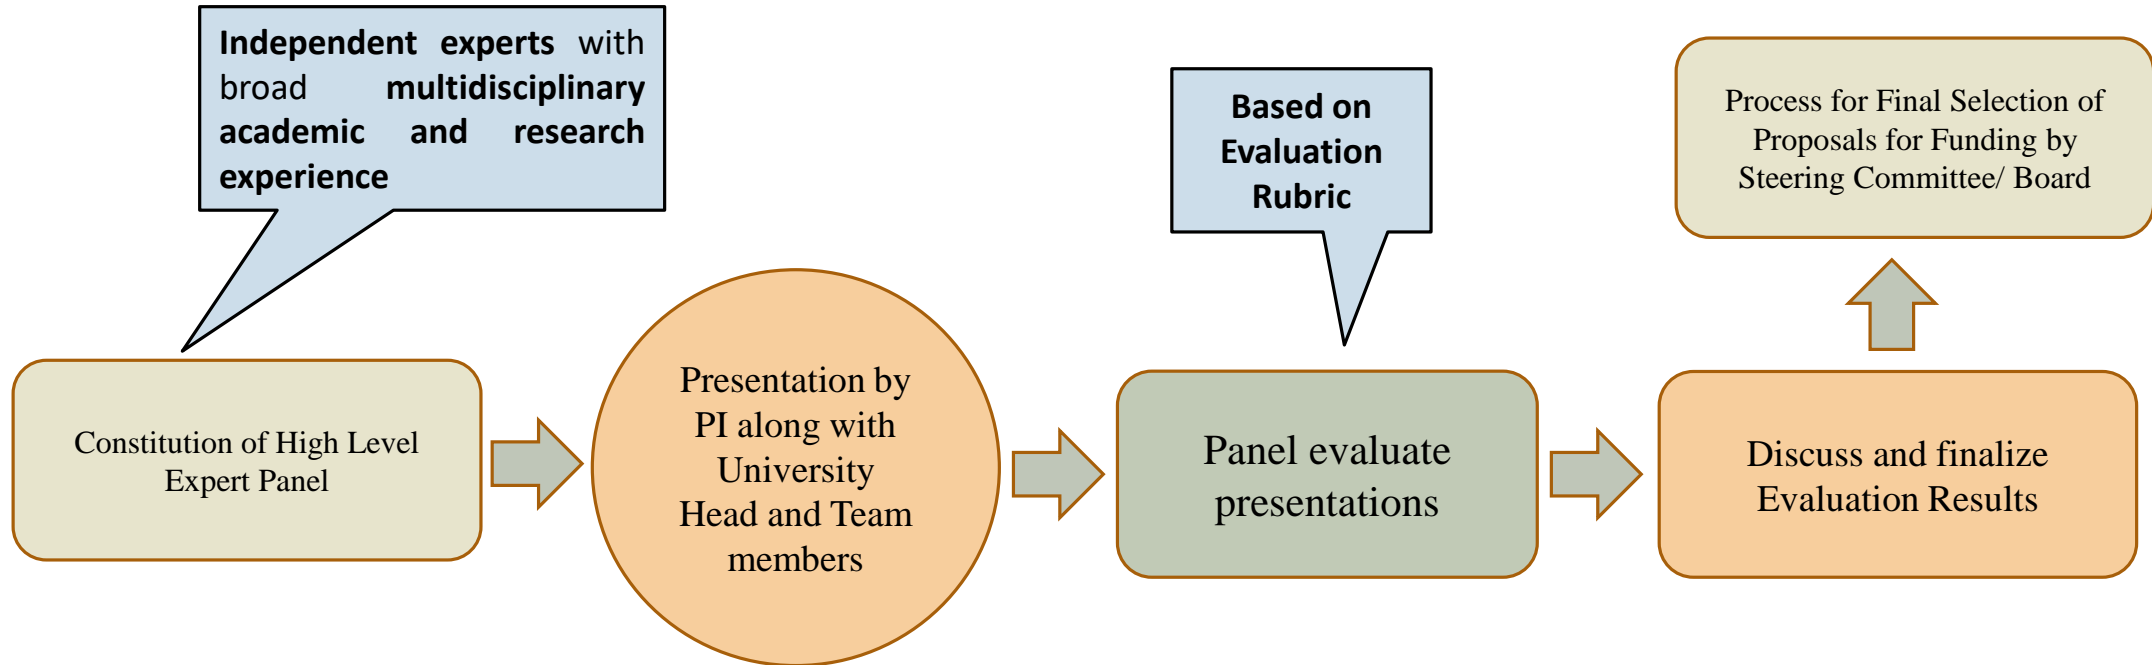 Independent experts with
broad multidisciplinary
academic and research
experience
Constitution of High Level
Expert Panel
Presentation by
PI along with
University
Head and Team
members
Based on
Evaluation
Rubric
Panel evaluate
presentations
Discuss and finalize
Evaluation Results
Process for Final Selection of
Proposals for Funding by
Steering Committee/ Board